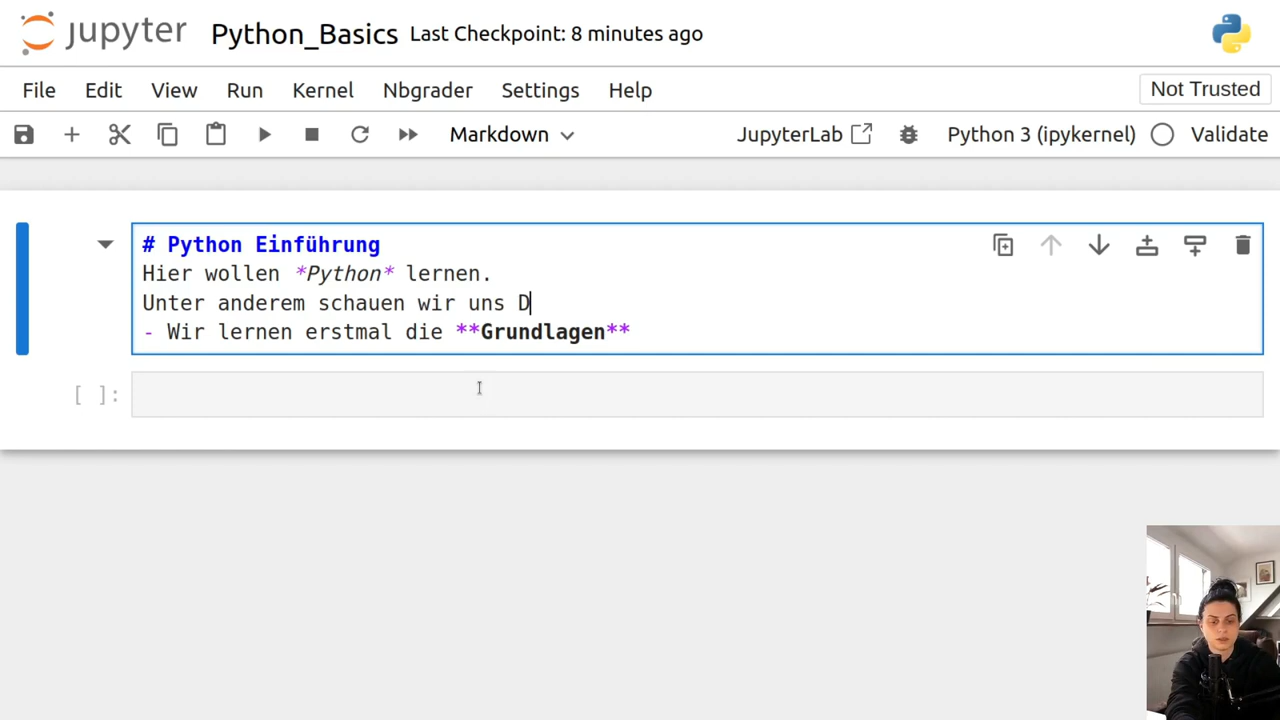 jupyter Python_Basics Last Checkpoint: 8 minutes ago
File Edit View Run Kernel Nbgrader Settings Help Not Trusted
Markdown JupyterLab Python 3 (ipykernel) Validate
# Python Einführung
Hier wollen *Python* lernen.
Unter anderem schauen wir uns D
- Wir lernen erstmal die **Grundlagen**
[ ]: